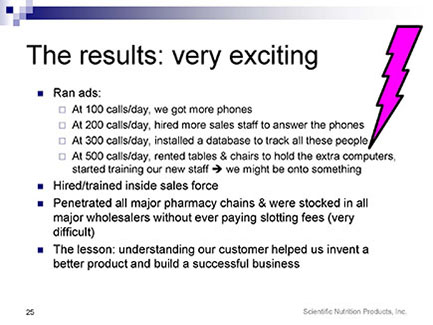 The results: very exciting
Ran ads:
At 100 calls/day, we got more phones
At 200 calls/day, hired more sales staff to answer the phones
At 300 calls/day, installed a database to track all these people
At 500 calls/day, rented tables & chairs to hold the extra computers,
started training our new staff ➔ we might be onto something
Hired/trained inside sales force
Penetrated all major pharmacy chains & were stocked in all
major wholesalers without ever paying slotting fees (very
difficult)
The lesson: understanding our customer helped us invent a
better product and build a successful business
25
Scientific Nutrition Products, Inc.